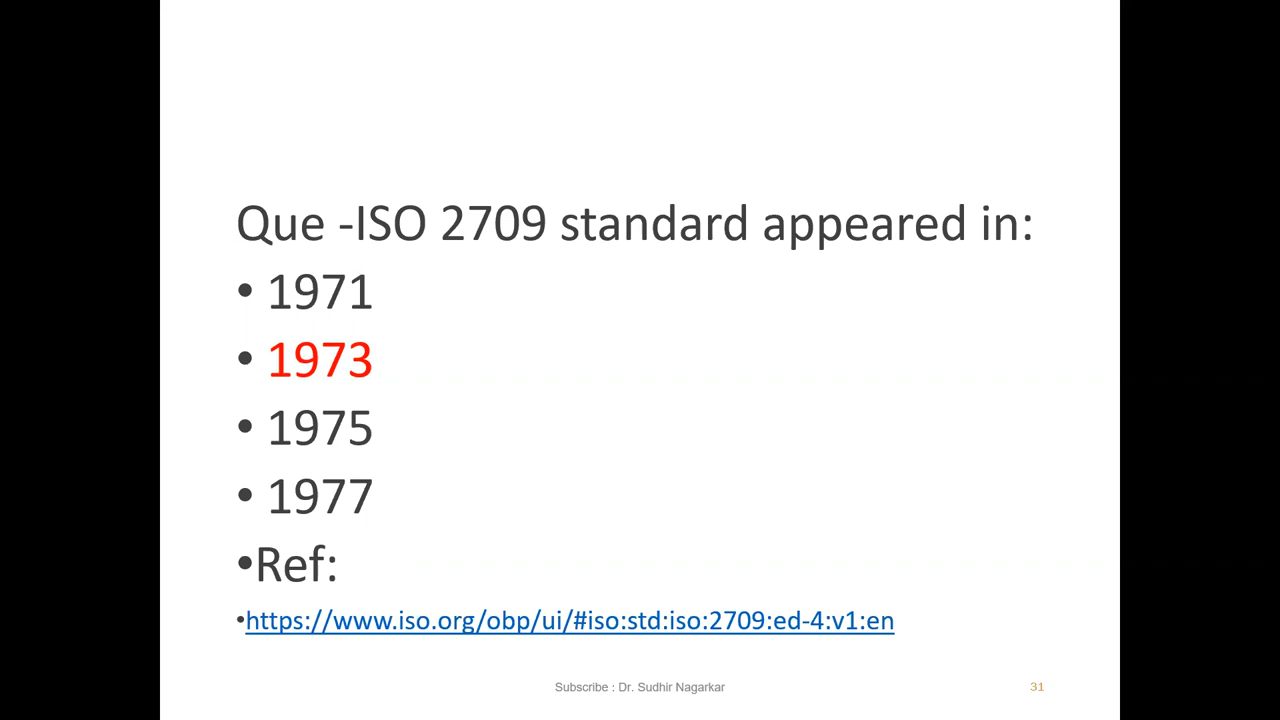 Que -ISO 2709 standard appeared in:
• 1971
• 1973
• 1975
• 1977
•Ref:
•https://www.iso.org/obp/ui/#iso:std:iso:2709:ed-4:v1:en
Subscribe : Dr. Sudhir Nagarkar
31